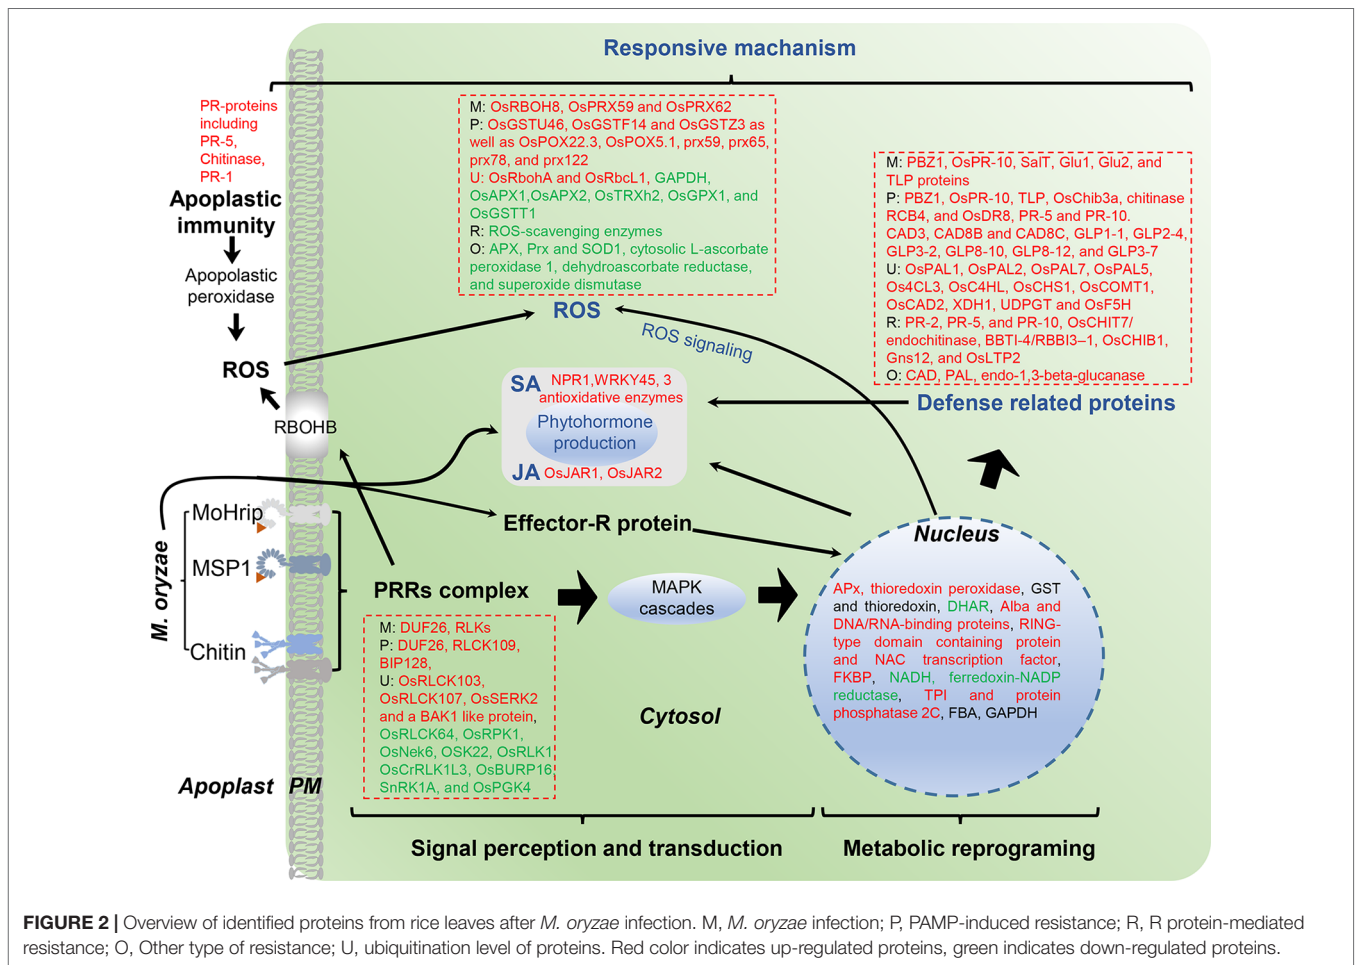 Responsive machanism
PR-proteins
including
PR-5,
Chitinase,
PR-1
Apoplastic
immunity
Apopolastic
peroxidase
ROS
RBOHB
M: OsRBOH8, OsPRX59 and OsPRX62
P: OsGSTU46, OsGSTF14 and OsGSTZ3 as
well as OsPOX22.3, OsPOX5.1, prx59, prx65,
prx78, and prx122
U: OsRbohA and OsRbcL1, GAPDH,
OsAPX1,OsAPX2, OsTRXh2, OsGPX1, and
OsGSTT1
R: ROS-scavenging enzymes
O: APX, Prx and SOD1, cytosolic L-ascorbate
peroxidase 1, dehydroascorbate reductase,
and superoxide dismutase
ROS
ROS signaling
M: PBZ1, OsPR-10, SalT, Glu1, Glu2, and
TLP proteins
P: PBZ1, OsPR-10, TLP, OsChib3a, chitinase
RCB4, and OsDR8, PR-5 and PR-10.
CAD3, CAD8B and CAD8C, GLP1-1, GLP2-4,
GLP3-2, GLP8-10, GLP8-12, and GLP3-7
U: OsPAL1, OsPAL2, OsPAL7, OsPAL5,
Os4CL3, OsC4HL, OsCHS1, OsCOMT1,
OsCAD2, XDH1, UDPGT and OsF5H
R: PR-2, PR-5, and PR-10, OsCHIT7/
endochitinase, BBTI-4/RBBI3–1, OsCHIB1,
Gns12, and OsLTP2
O: CAD, PAL, endo-1,3-beta-glucanase
Defense related proteins
SA NPR1,WRKY45, 3
antioxidative enzymes
Phytohormone
production
JA OsJAR1, OsJAR2
M. oryzae
MoHrip
MSP1
Chitin
Effector-R protein
PRRs complex
MAPK
cascades
M: DUF26, RLKs
P: DUF26, RLCK109,
BIP128,
U: OsRLCK103,
OsRLCK107, OsSERK2
and a BAK1 like protein,
OsRLCK64, OsRPK1,
OsNek6, OSK22, OsRLK1
OsCrRLK1L3, OsBURP16
SnRK1A, and OsPGK4
Nucleus
APx, thioredoxin peroxidase, GST
and thioredoxin, DHAR, Alba and
DNA/RNA-binding proteins, RING-
type domain containing protein
and NAC transcription factor,
FKBP, NADH, ferredoxin-NADP
reductase, TPI and protein
phosphatase 2C, FBA, GAPDH
Cytosol
Apoplast PM
Signal perception and transduction
Metabolic reprograming
FIGURE 2 | Overview of identified proteins from rice leaves after M. oryzae infection. M, M. oryzae infection; P, PAMP-induced resistance; R, R protein-mediated
resistance; O, Other type of resistance; U, ubiquitination level of proteins. Red color indicates up-regulated proteins, green indicates down-regulated proteins.